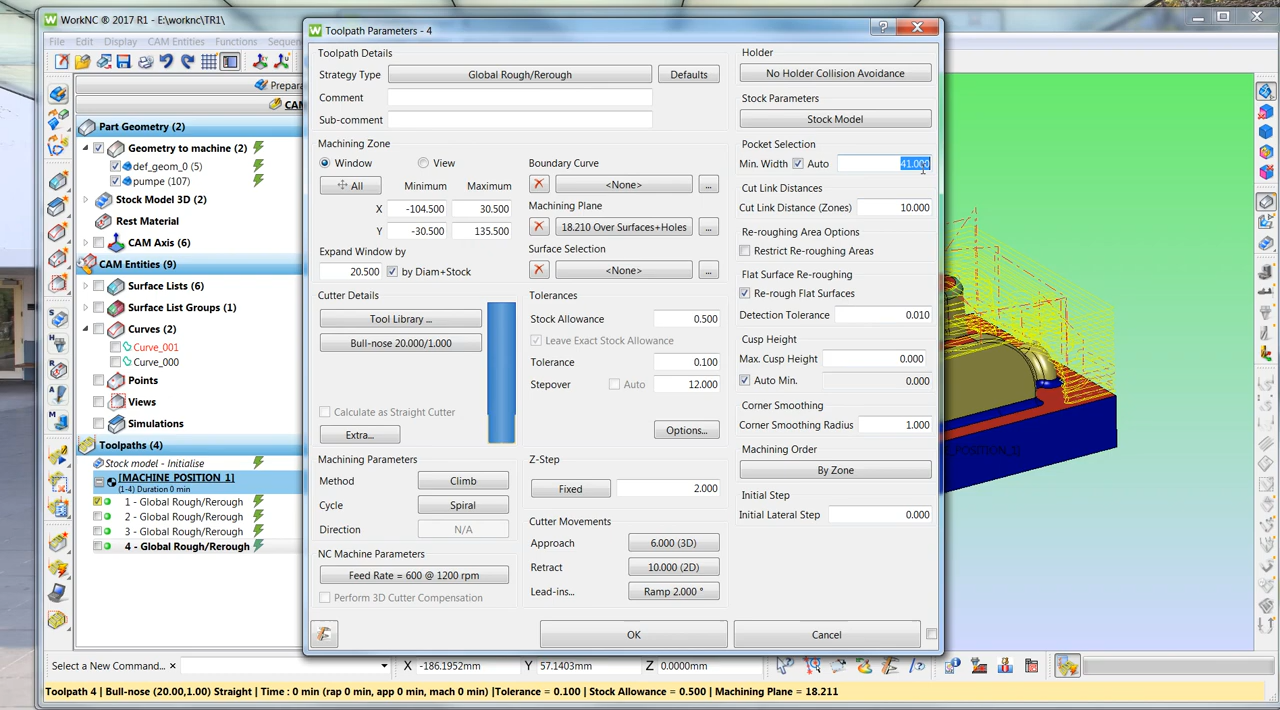 WorkNC ® 2017 R1 - E:\worknc\TR1\
File Edit Display CAM Entities Functions
Prepara
CAM
Part Geometry (2)
Geometry to machine (2)
def_geom_0 (5)
pumpe (107)
Stock Model 3D (2)
Rest Material
CAM Axis (6)
CAM Entities (9)
Surface Lists (6)
Surface List Groups (1)
Curves (2)
Curve_001
Curve_000
Points
Views
Simulations
Toolpaths (4)
Stock model - Initialise
[MACHINE_POSITION_1]
(1-4) Duration 0 min
1 - Global Rough/Rerough
2 - Global Rough/Rerough
3 - Global Rough/Rerough
4 - Global Rough/Rerough
Toolpath Parameters - 4
Toolpath Details
Strategy Type Global Rough/Rerough Defaults
Comment
Sub-comment
Machining Zone
Window View
All Minimum Maximum
X -104.500 30.500
Y -30.500 135.500
Expand Window by
20.500 by Diam+Stock
Boundary Curve
<None> ...
Machining Plane
18.210 Over Surfaces+Holes ...
Surface Selection
<None> ...
Cutter Details
Tool Library ...
Bull-nose 20.000/1.000
Calculate as Straight Cutter
Extra...
Tolerances
Stock Allowance 0.500
Leave Exact Stock Allowance
Tolerance 0.100
Stepover Auto 12.000
Options...
Machining Parameters
Method Climb
Cycle Spiral
Direction N/A
Z-Step
Fixed 2.000
NC Machine Parameters
Feed Rate = 600 @ 1200 rpm
Perform 3D Cutter Compensation
Cutter Movements
Approach 6.000 (3D)
Retract 10.000 (2D)
Lead-ins... Ramp 2.000 °
Holder
No Holder Collision Avoidance
Stock Parameters
Stock Model
Pocket Selection
Min. Width Auto 41.000
Cut Link Distances
Cut Link Distance (Zones) 10.000
Re-roughing Area Options
Restrict Re-roughing Areas
Flat Surface Re-roughing
Re-rough Flat Surfaces
Detection Tolerance 0.010
Cusp Height
Max. Cusp Height 0.000
Auto Min. 0.000
Corner Smoothing
Corner Smoothing Radius 1.000
Machining Order
By Zone
Initial Step
Initial Lateral Step 0.000
OK Cancel
Select a New Command... X -186.1952mm Y 57.1403mm Z 0.0000mm
Toolpath 4 | Bull-nose (20.00,1.00) Straight | Time : 0 min (rap 0 min, app 0 min, mach 0 min) |Tolerance = 0.100 | Stock Allowance = 0.500 | Machining Plane = 18.211